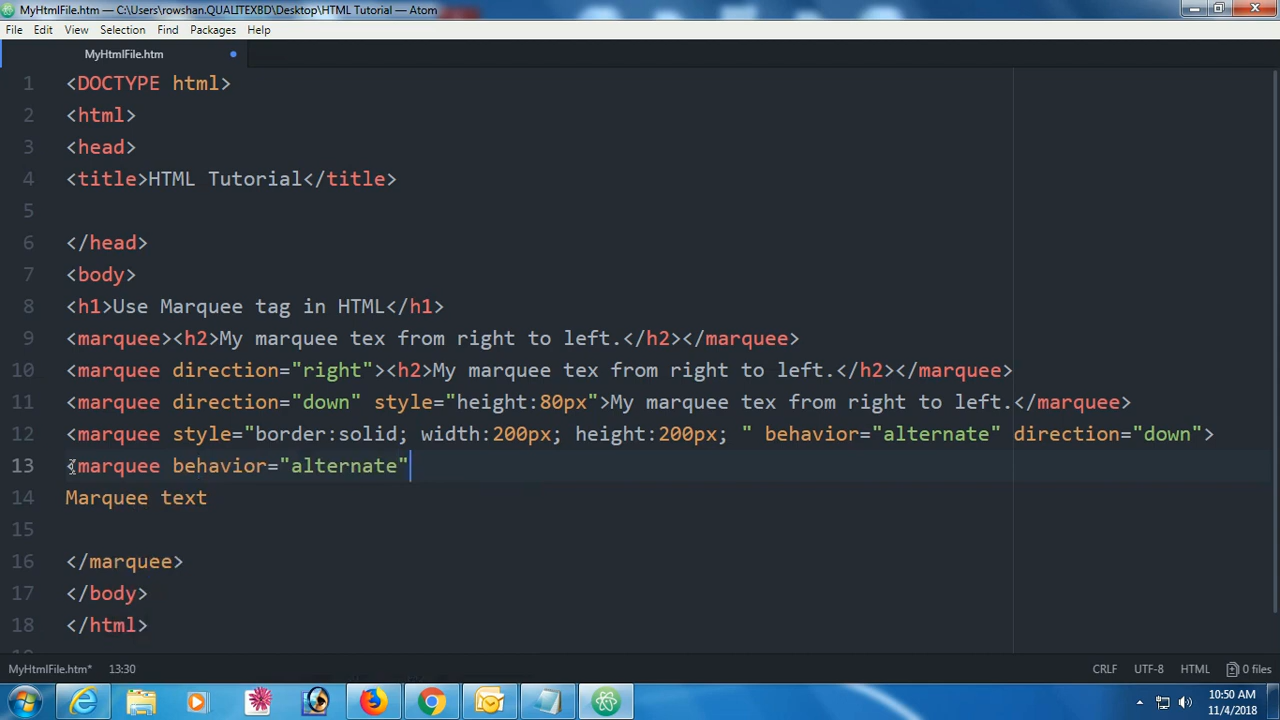 MyHtmlFile.htm — C:\Users\rowshan.QUALITEXBD\Desktop\HTML Tutorial — Atom
File Edit View Selection Find Packages Help
MyHtmlFile.htm
1 <DOCTYPE html>
2 <html>
3 <head>
4 <title>HTML Tutorial</title>
5
6 </head>
7 <body>
8 <h1>Use Marquee tag in HTML</h1>
9 <marquee><h2>My marquee tex from right to left.</h2></marquee>
10 <marquee direction="right"><h2>My marquee tex from right to left.</h2></marquee>
11 <marquee direction="down" style="height:80px">My marquee tex from right to left.</marquee>
12 <marquee style="border:solid; width:200px; height:200px; " behavior="alternate" direction="down">
13 <marquee behavior="alternate"
14 Marquee text
15
16 </marquee>
17 </body>
18 </html>
MyHtmlFile.htm* 13:30 CRLF UTF-8 HTML 0 files
10:50 AM
11/4/2018